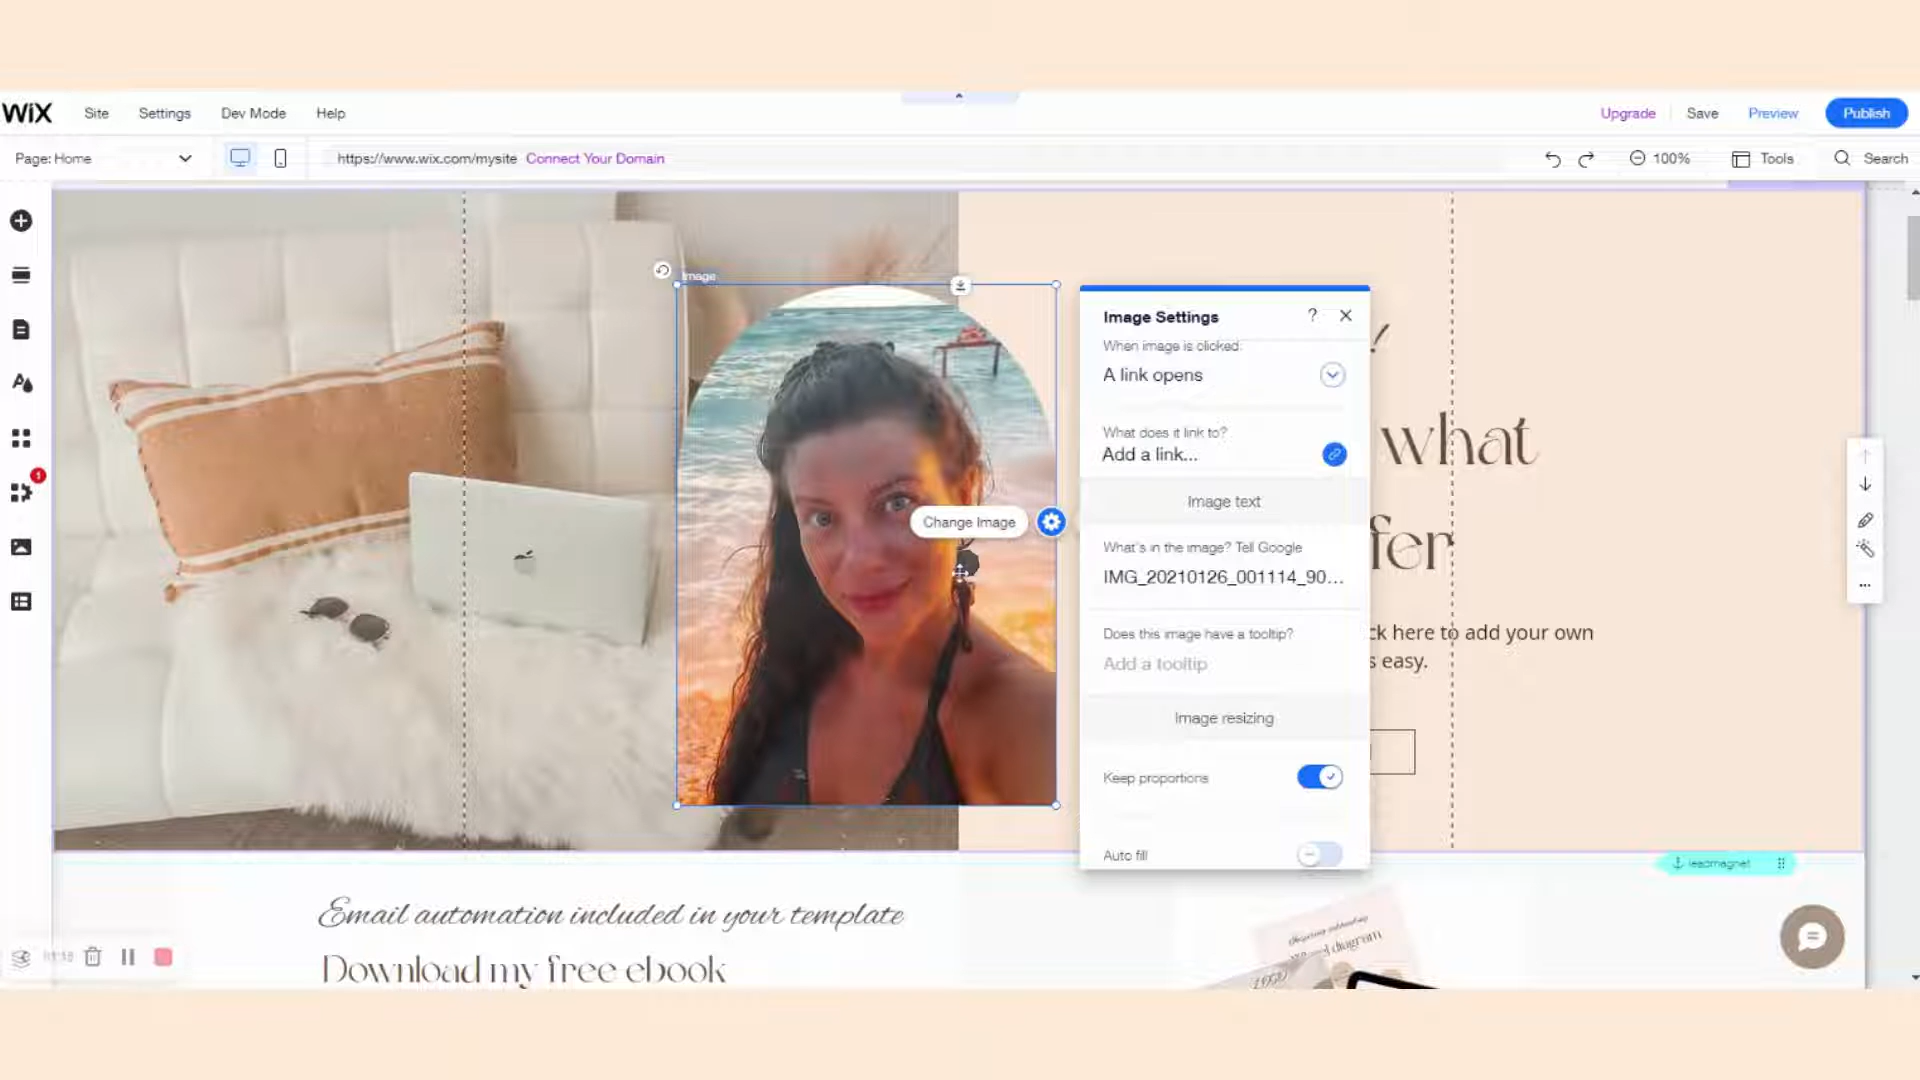 WIX Site Settings Dev Mode Help
Upgrade Save Preview Publish
Page: Home
https://www.wix.com/mysite Connect Your Domain
100% Tools Search
1
Image
Image Settings ?
When image is clicked:
A link opens
What does it link to?
Add a link...
Image text
What's in the image? Tell Google
IMG_20210126_001114_90...
Does this image have a tooltip?
Add a tooltip
Image resizing
Keep proportions
Auto fill
Change Image
what
fer
ck here to add your own
s easy.
leadmagnet
Email automation included in your template
Download my free ebook
diagram